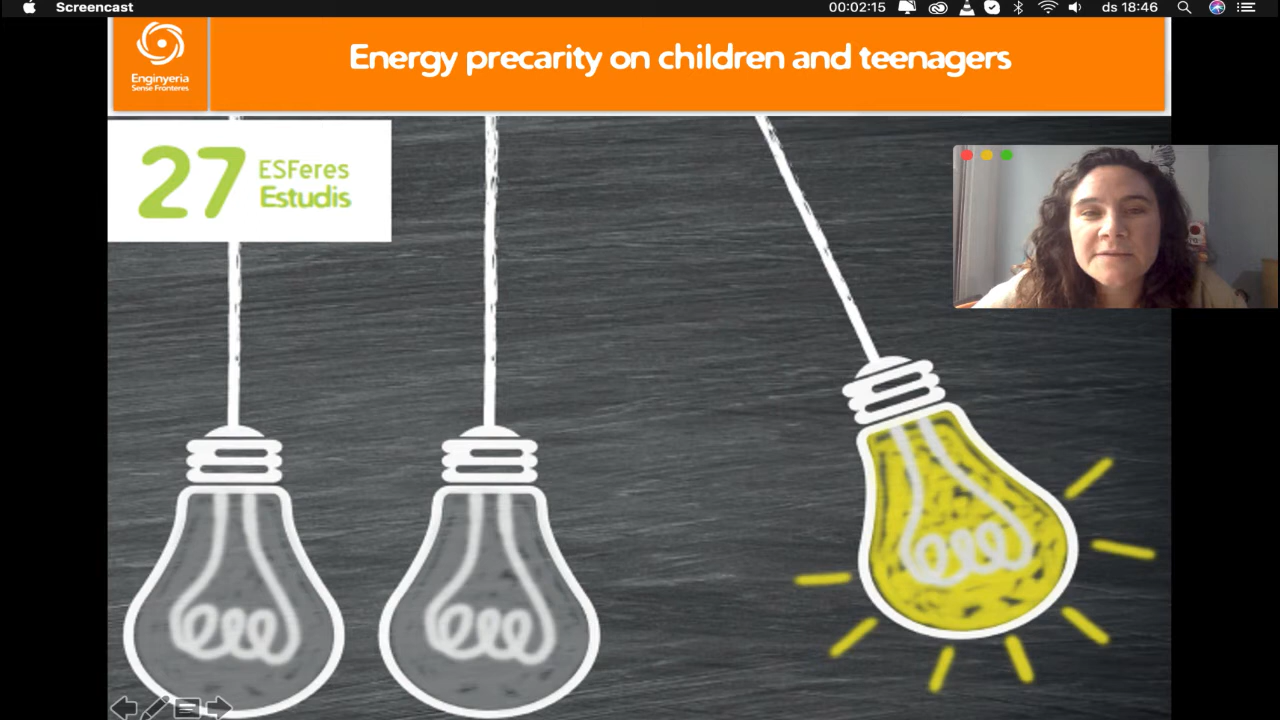 Screencast
00:02:15
ds 18:46
Energy precarity on children and teenagers
Enginyeria
Sense Fronteres
27
ESFeres
Estudis